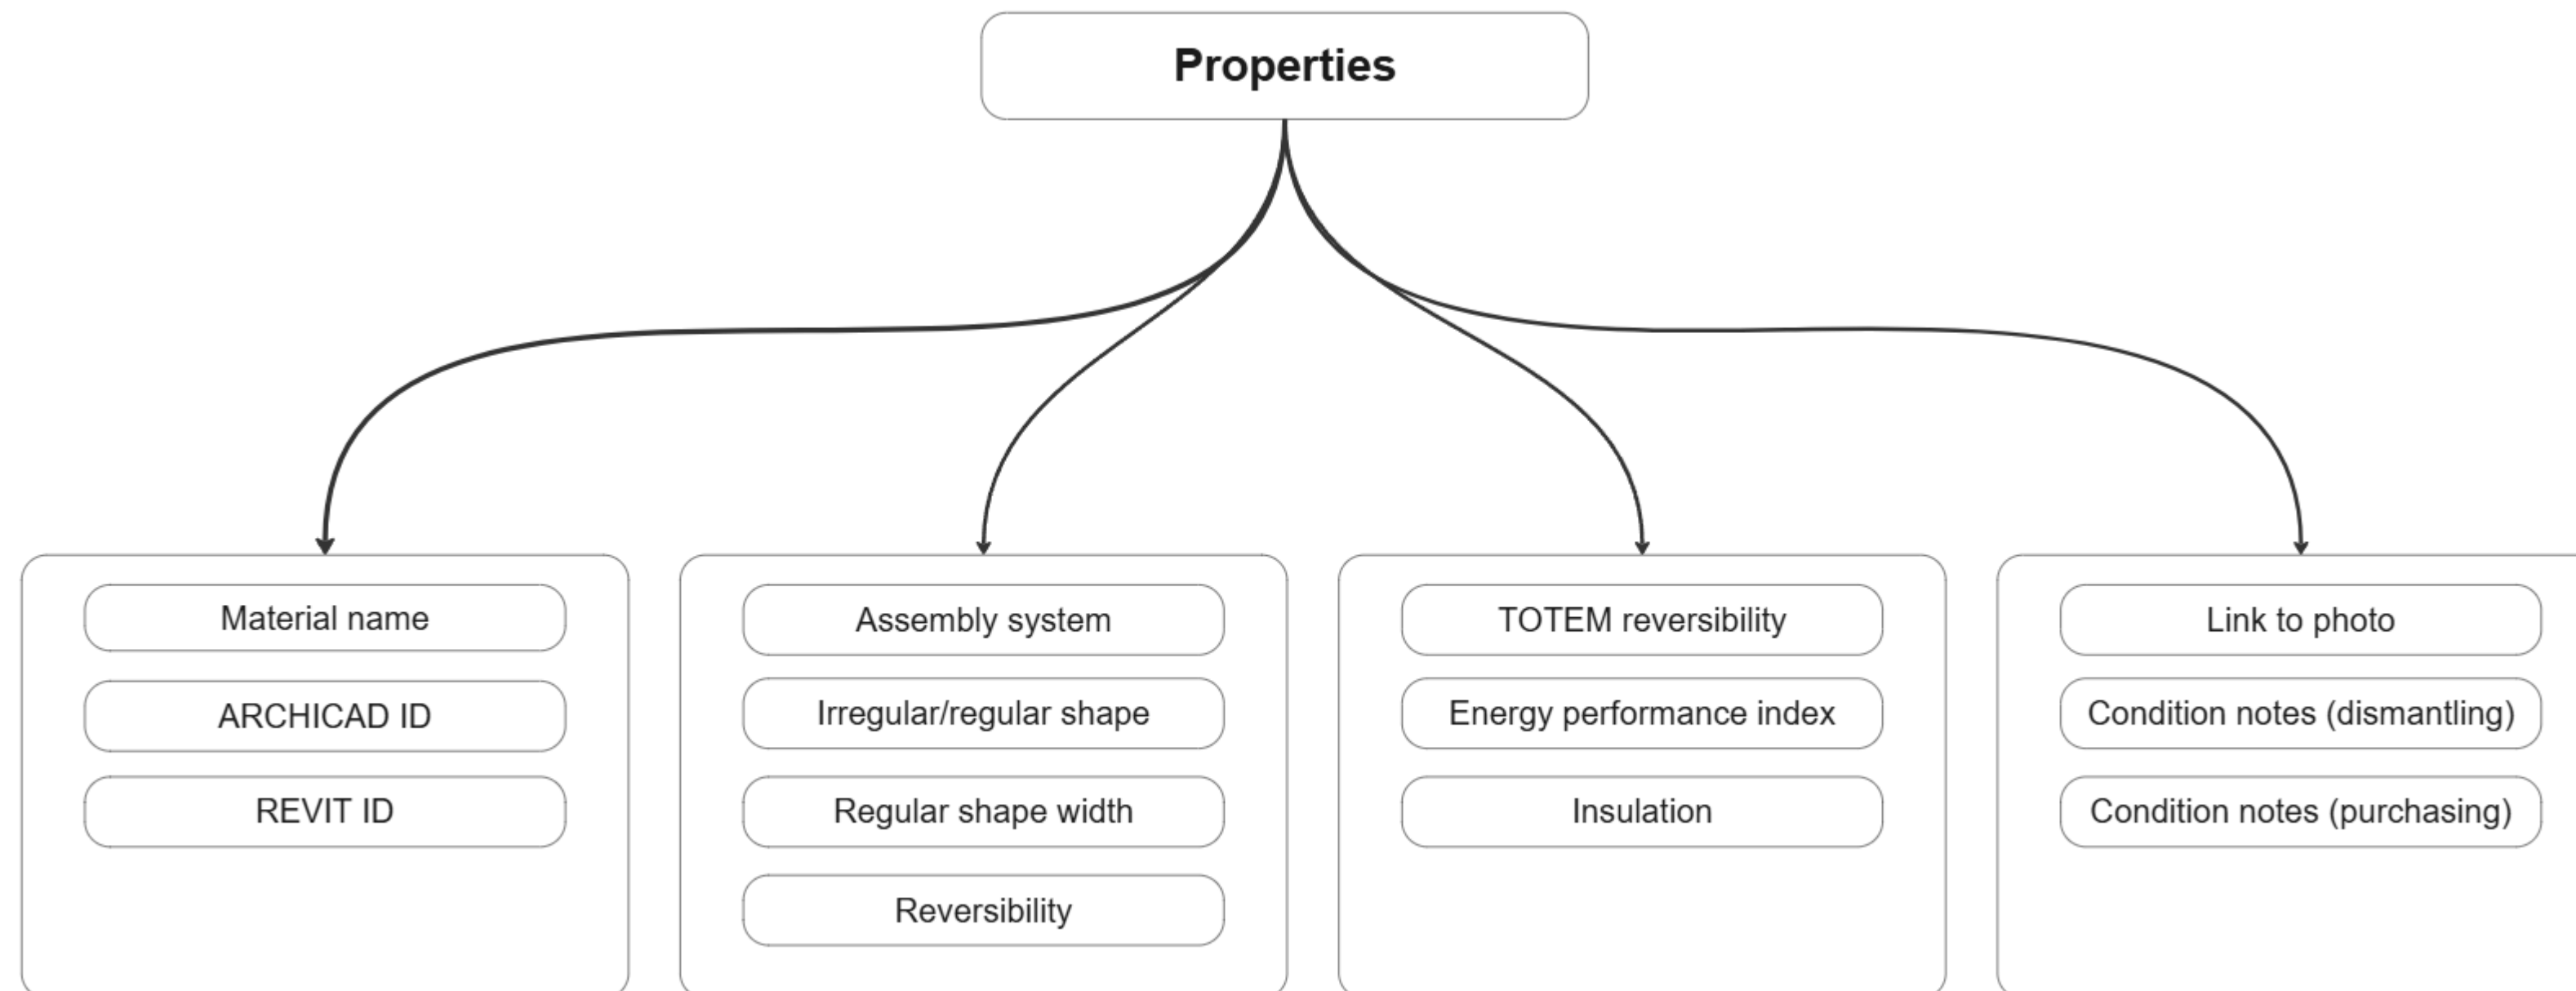 Properties
Material name
ARCHICAD ID
REVIT ID
Assembly system
Irregular/regular shape
Regular shape width
Reversibility
TOTEM reversibility
Energy performance index
Insulation
Link to photo
Condition notes (dismantling)
Condition notes (purchasing)